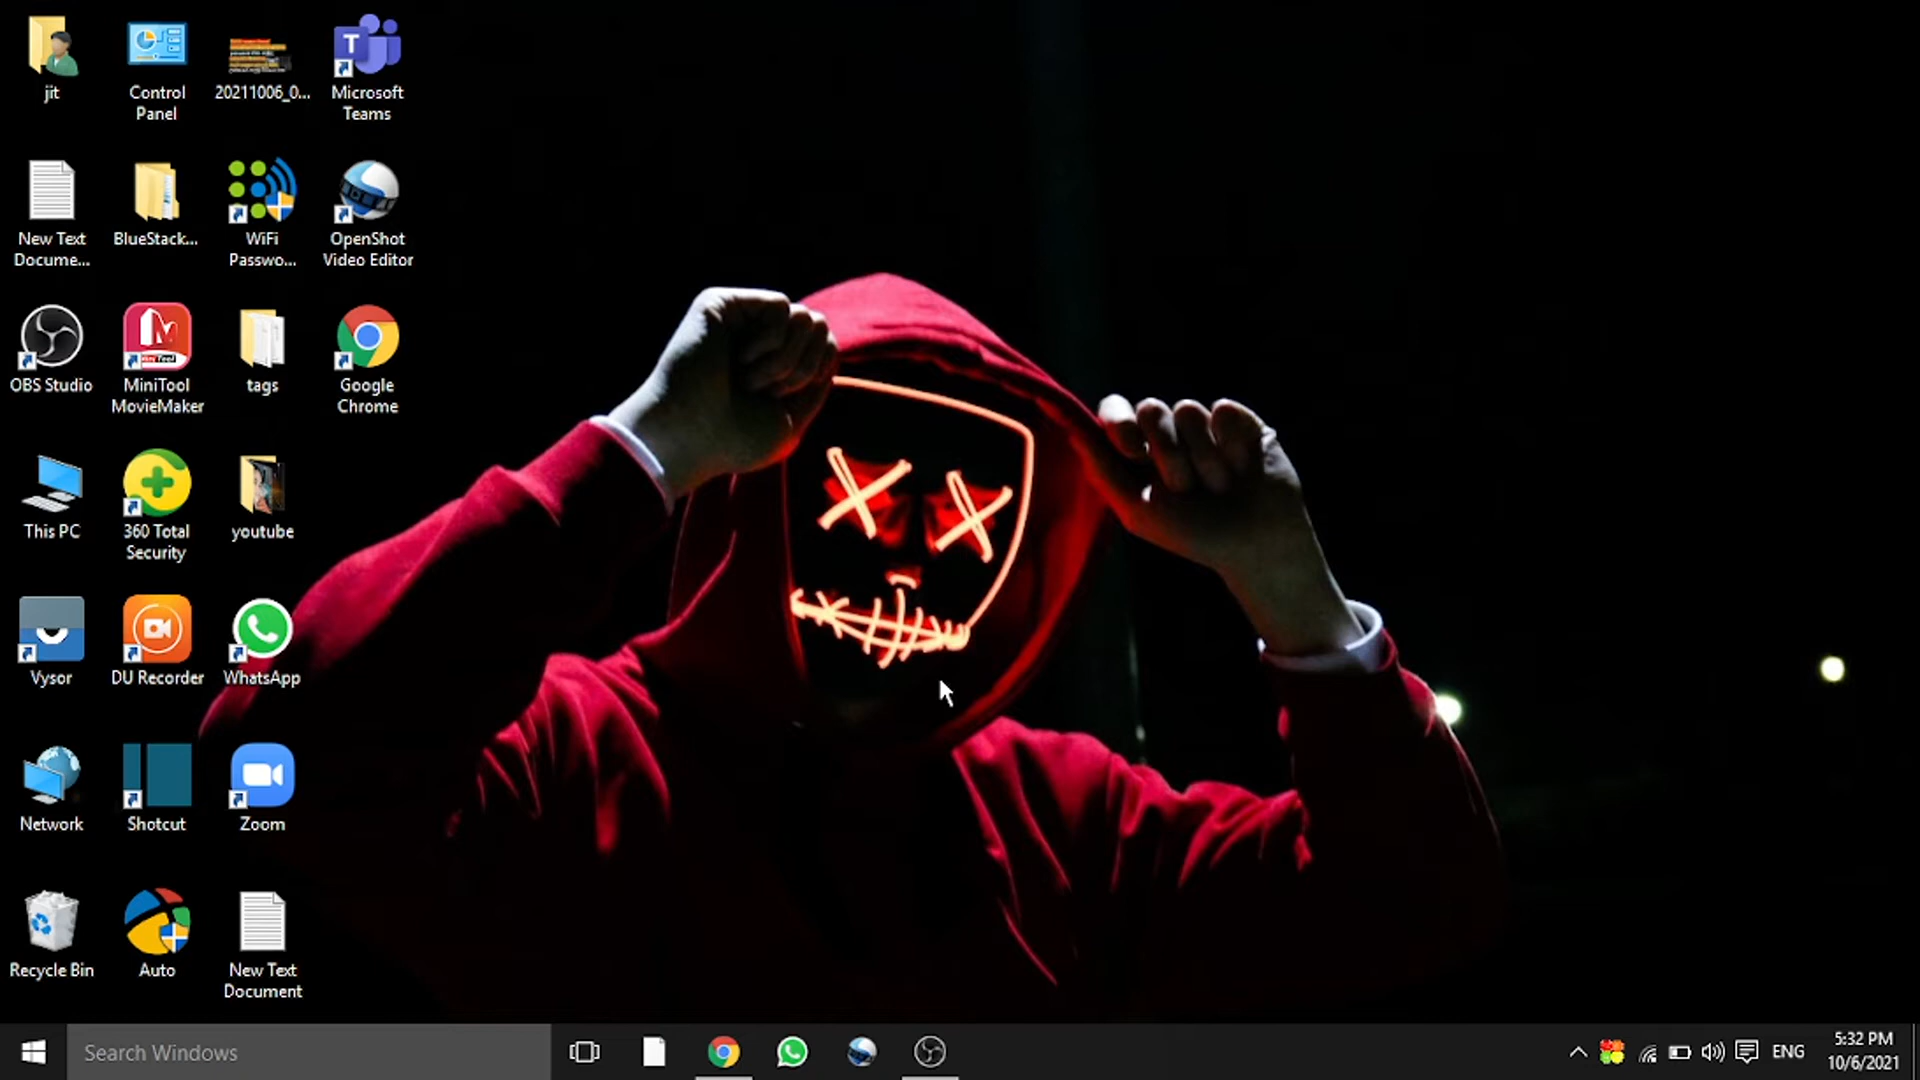 jit
Control
Panel
20211006_0...
Microsoft
Teams
New Text
Docume...
BlueStack...
WiFi
Passwo...
OpenShot
Video Editor
OBS Studio
MiniTool
MovieMaker
tags
Google
Chrome
This PC
360 Total
Security
youtube
Vysor
DU Recorder
WhatsApp
Network
Shotcut
Zoom
Recycle Bin
Auto
New Text
Document
Search Windows
ENG
5:32 PM
10/6/2021